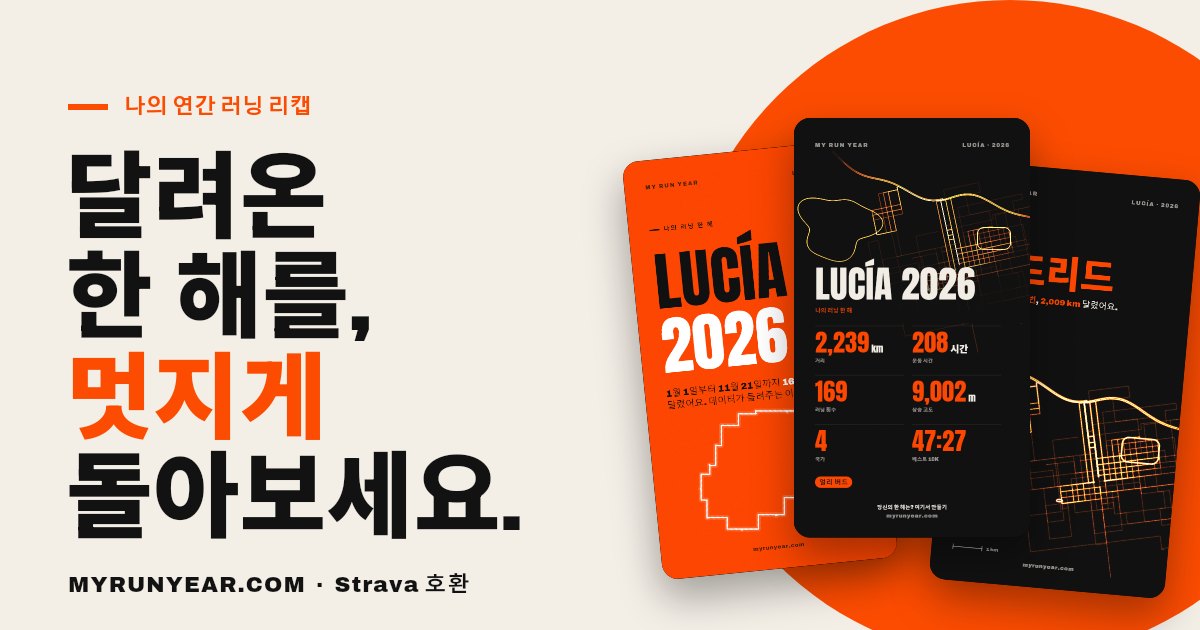 나의 연간 러닝 리캡
달려온
한 해를,
멋지게
돌아보세요.
MYRUNYEAR.COM · Strava 호환
MY RUN YEAR
나의 러닝 한 해
LUCÍA
2026
1월 1일부터 11월 21일까지 16
달렸어요. 데이터가 들려주는 이
myrunyear.com
MY RUN YEAR
LUCÍA · 2026
LUCÍA 2026
나의 러닝 한 해
2,239 km
거리
208 시간
운동 시간
169
러닝 횟수
9,002 m
상승 고도
4
국가
47:27
베스트 10K
얼리 버드
당신의 한 해는? 여기서 만들기
myrunyear.com
LUCÍA · 2026
드리드
2,009 km 달렸어요.
1 km
myrunyear.com